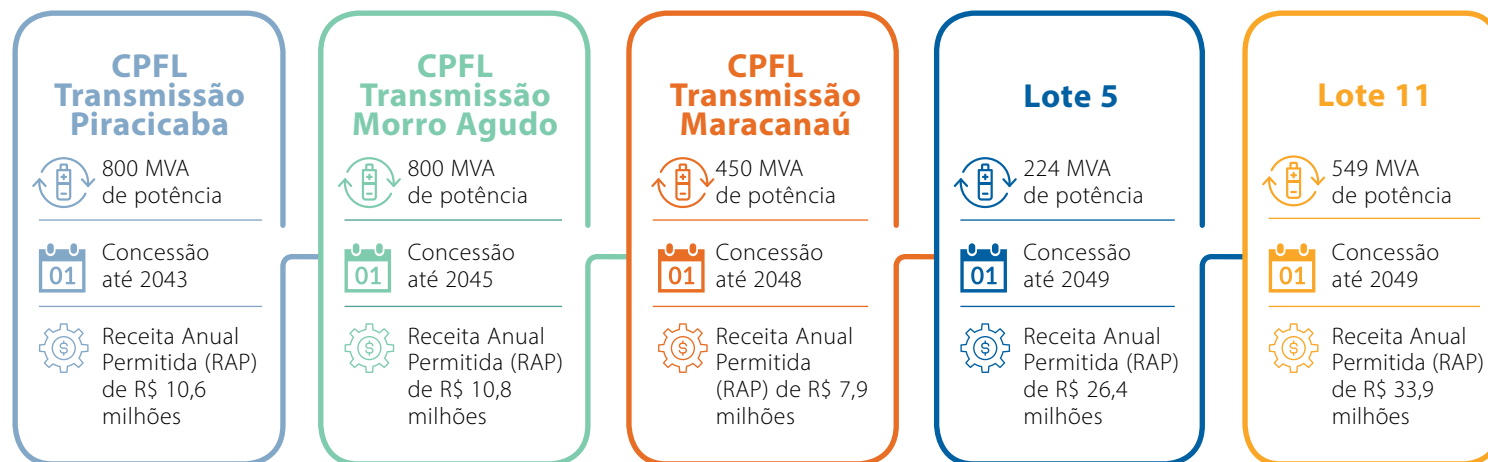 CPFL
Transmissão
Piracicaba
800 MVA
de potência
01
Concessão
até 2043
$
Receita Anual
Permitida (RAP)
de R$ 10,6
milhões
CPFL
Transmissão
Morro Agudo
800 MVA
de potência
01
Concessão
até 2045
$
Receita Anual
Permitida (RAP)
de R$ 10,8
milhões
CPFL
Transmissão
Maracanaú
450 MVA
de potência
01
Concessão
até 2048
$
Receita Anual
Permitida
(RAP) de R$ 7,9
milhões
Lote 5
224 MVA
de potência
01
Concessão
até 2049
$
Receita Anual
Permitida (RAP)
de R$ 26,4
milhões
Lote 11
549 MVA
de potência
01
Concessão
até 2049
$
Receita Anual
Permitida (RAP)
de R$ 33,9
milhões